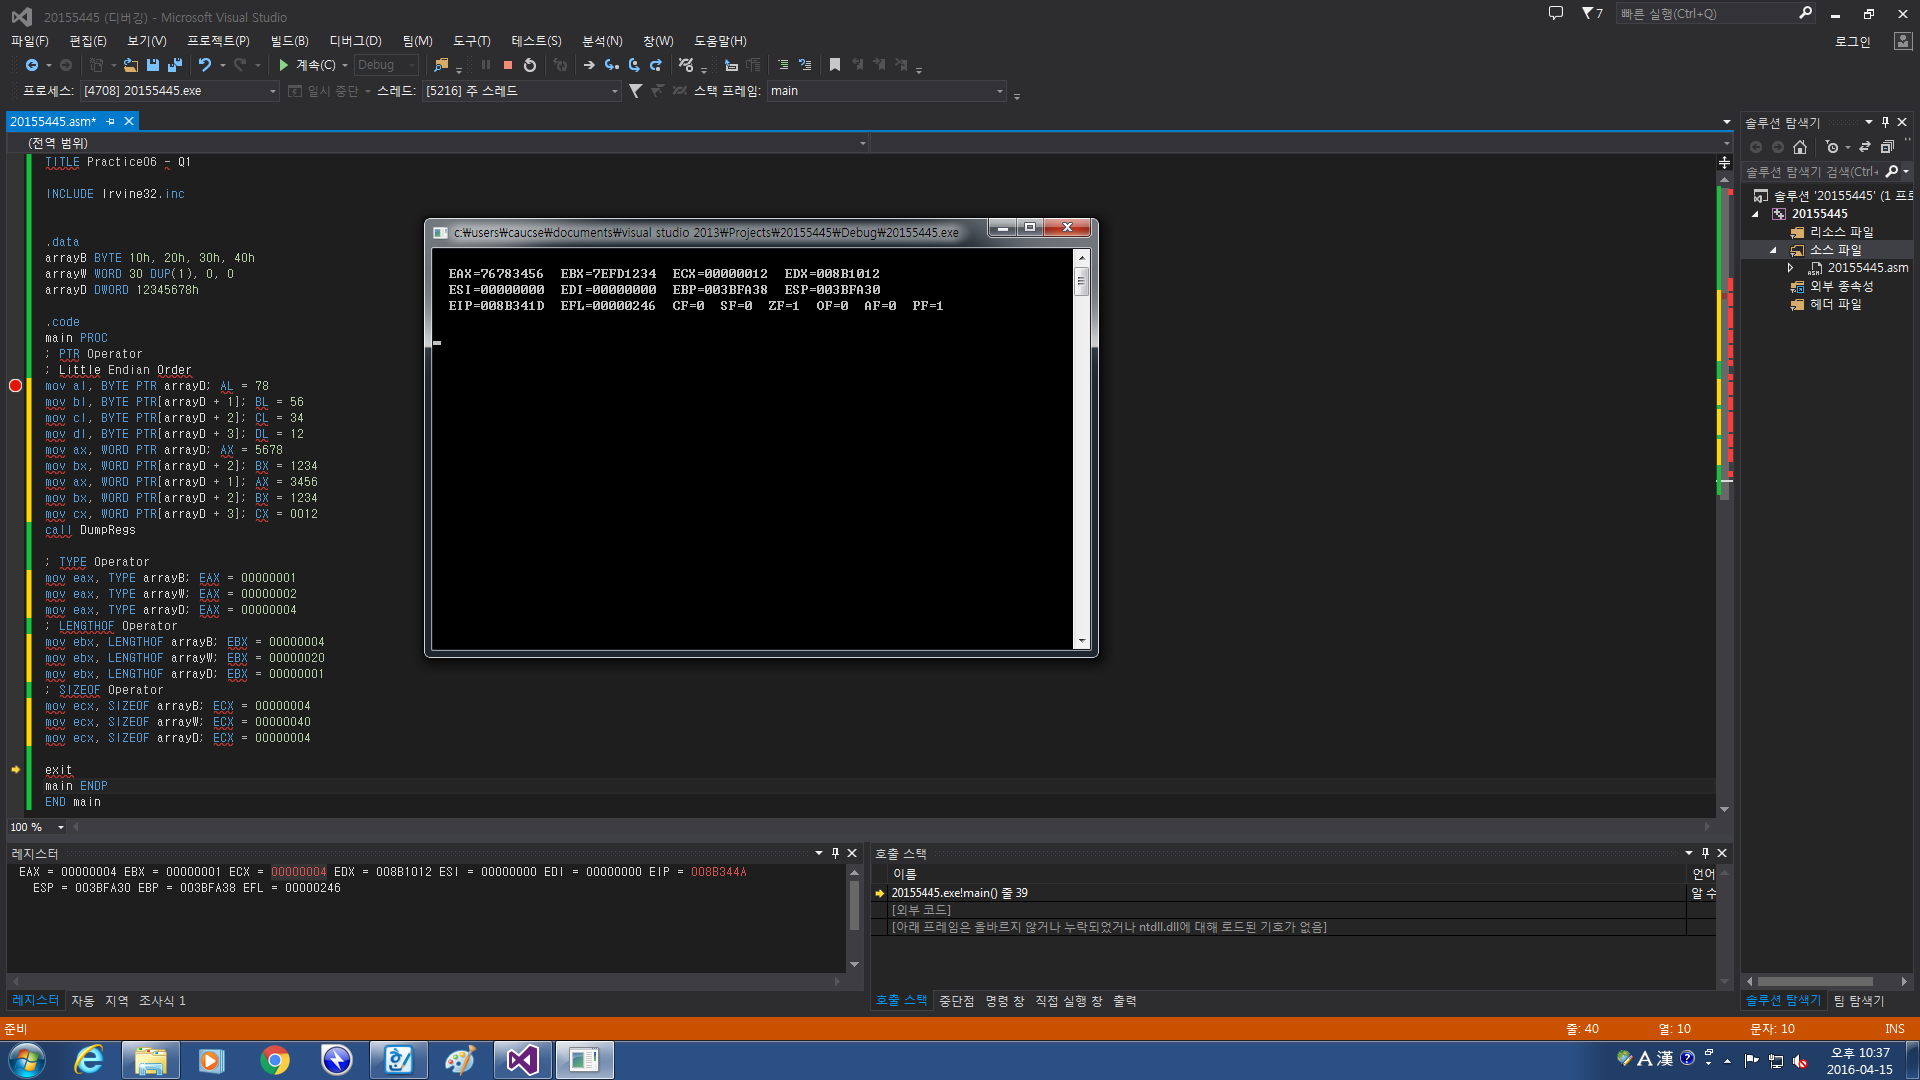 20155445 (디버깅) - Microsoft Visual Studio
7
빠른 실행(Ctrl+Q)
파일(F) 편집(E) 보기(V) 프로젝트(P) 빌드(B) 디버그(D) 팀(M) 도구(T) 테스트(S) 분석(N) 창(W) 도움말(H)
로그인
계속(C) Debug
프로세스: [4708] 20155445.exe 일시 중단 스레드: [5216] 주 스레드 스택 프레임: main
20155445.asm*
(전역 범위)
TITLE Practice06 - Q1
INCLUDE Irvine32.inc
.data
arrayB BYTE 10h, 20h, 30h, 40h
arrayW WORD 30 DUP(1), 0, 0
arrayD DWORD 12345678h
.code
main PROC
; PTR Operator
; Little Endian Order
mov al, BYTE PTR arrayD; AL = 78
mov bl, BYTE PTR[arrayD + 1]; BL = 56
mov cl, BYTE PTR[arrayD + 2]; CL = 34
mov dl, BYTE PTR[arrayD + 3]; DL = 12
mov ax, WORD PTR arrayD; AX = 5678
mov bx, WORD PTR[arrayD + 2]; BX = 1234
mov ax, WORD PTR[arrayD + 1]; AX = 3456
mov bx, WORD PTR[arrayD + 2]; BX = 1234
mov cx, WORD PTR[arrayD + 3]; CX = 0012
call DumpRegs
; TYPE Operator
mov eax, TYPE arrayB; EAX = 00000001
mov eax, TYPE arrayW; EAX = 00000002
mov eax, TYPE arrayD; EAX = 00000004
; LENGTHOF Operator
mov ebx, LENGTHOF arrayB; EBX = 00000004
mov ebx, LENGTHOF arrayW; EBX = 00000020
mov ebx, LENGTHOF arrayD; EBX = 00000001
; SIZEOF Operator
mov ecx, SIZEOF arrayB; ECX = 00000004
mov ecx, SIZEOF arrayW; ECX = 00000040
mov ecx, SIZEOF arrayD; ECX = 00000004
exit
main ENDP
END main
100 %
c:₩users₩caucse₩documents₩visual studio 2013₩Projects₩20155445₩Debug₩20155445.exe
EAX=76783456 EBX=7EFD1234 ECX=00000012 EDX=008B1012
ESI=00000000 EDI=00000000 EBP=003BFA38 ESP=003BFA30
EIP=008B341D EFL=00000246 CF=0 SF=0 ZF=1 OF=0 AF=0 PF=1
솔루션 탐색기
솔루션 탐색기 검색(Ctrl+
솔루션 '20155445' (1 프
20155445
리소스 파일
소스 파일
20155445.asm
외부 종속성
헤더 파일
레지스터
EAX = 00000004 EBX = 00000001 ECX = 00000004 EDX = 008B1012 ESI = 00000000 EDI = 00000000 EIP = 008B344A
ESP = 003BFA30 EBP = 003BFA38 EFL = 00000246
레지스터 자동 지역 조사식 1
호출 스택
이름 언어
20155445.exe!main() 줄 39 알 수
[외부 코드]
[아래 프레임은 올바르지 않거나 누락되었거나 ntdll.dll에 대해 로드된 기호가 없음]
호출 스택 중단점 명령 창 직접 실행 창 출력
솔루션 탐색기 팀 탐색기
준비 줄: 40 열: 10 문자: 10 INS
A 漢
오후 10:37
2016-04-15